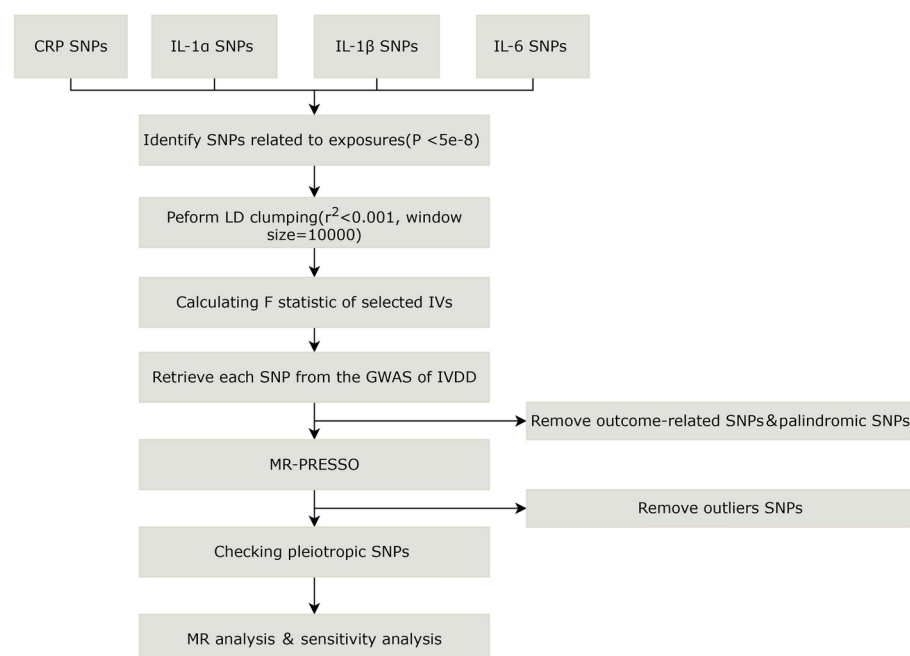 CRP SNPs
IL-1α SNPs
IL-1β SNPs
IL-6 SNPs
Identify SNPs related to exposures(P <5e-8)
Peform LD clumping(r²<0.001, window
size=10000)
Calculating F statistic of selected IVs
Retrieve each SNP from the GWAS of IVDD
Remove outcome-related SNPs&palindromic SNPs
MR-PRESSO
Remove outliers SNPs
Checking pleiotropic SNPs
MR analysis & sensitivity analysis